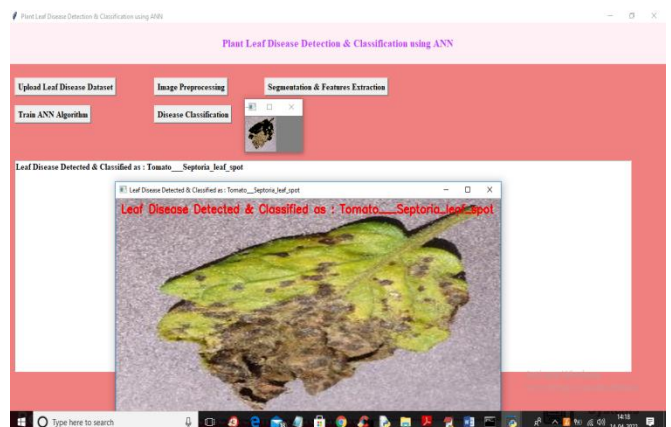 Plant Leaf Disease Detection & Classification using ANN
Plant Leaf Disease Detection & Classification using ANN
Upload Leaf Disease Dataset
Image Preprocessing
Segmentation & Features Extraction
Train ANN Algorithm
Disease Classification
Leaf Disease Detected & Classified as : Tomato___Septoria_leaf_spot
Leaf Disease Detected & Classified as : Tomato___Septoria_leaf_spot
Leaf Disease Detected & Classified as : Tomato___Septoria_leaf_spot
Type here to search
14:18